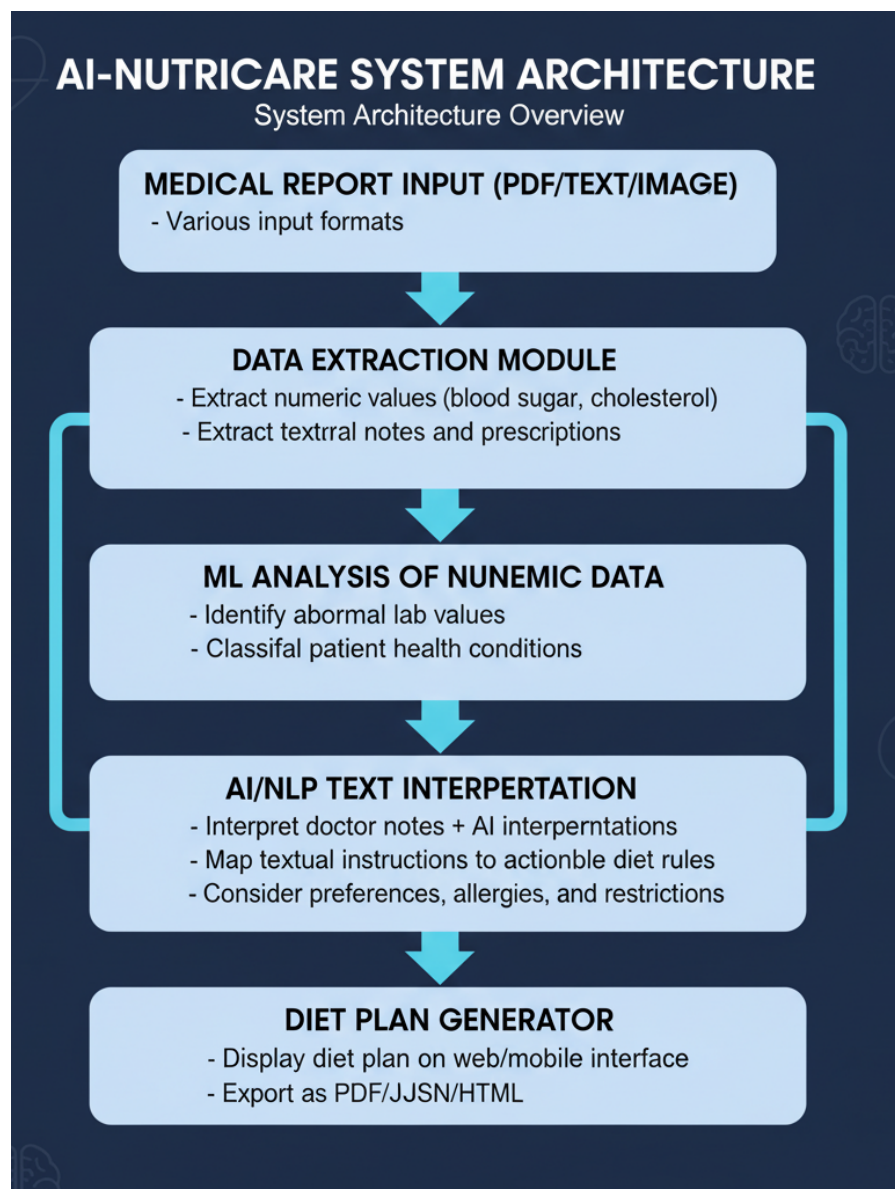 AI-NUTRICARE SYSTEM ARCHITECTURE
System Architecture Overview
MEDICAL REPORT INPUT (PDF/TEXT/IMAGE)
- Various input formats
DATA EXTRACTION MODULE
- Extract numeric values (blood sugar, cholesterol)
- Extract textrral notes and prescriptions
ML ANALYSIS OF NUNEMIC DATA
- Identify abormal lab values
- Classifal patient health conditions
AI/NLP TEXT INTERPERTATION
- Interpret doctor notes + AI interperntations
- Map textual instructions to actionble diet rules
- Consider preferences, allergies, and restrictions
DIET PLAN GENERATOR
- Display diet plan on web/mobile interface
- Export as PDF/JJSN/HTML